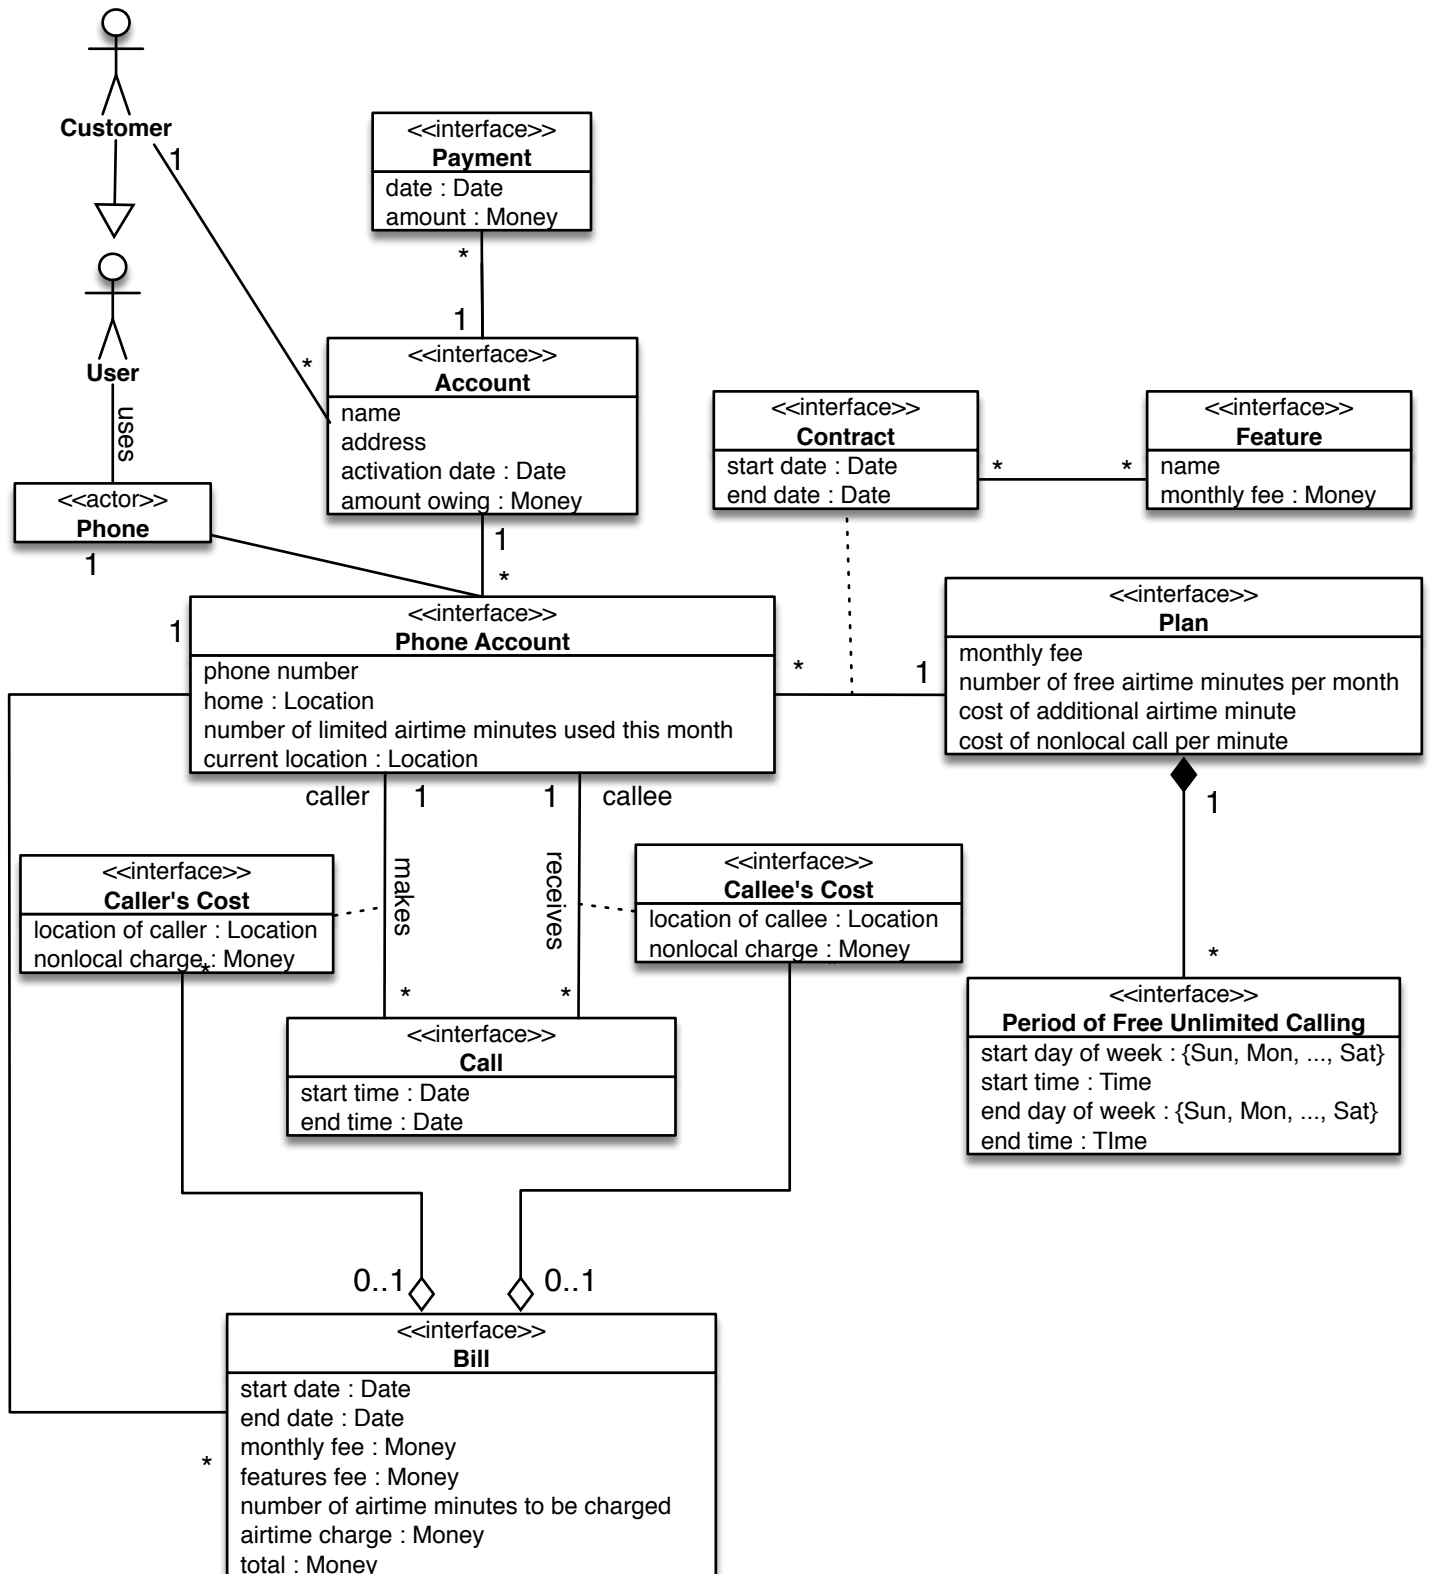 Customer
1
<<interface>>
Payment
date : Date
amount : Money
*
1
User
uses
*
<<interface>>
Account
name
address
activation date : Date
amount owing : Money
<<interface>>
Contract
start date : Date
end date : Date
*
*
<<interface>>
Feature
name
monthly fee : Money
<<actor>>
Phone
1
1
*
1
<<interface>>
Phone Account
phone number
home : Location
number of limited airtime minutes used this month
current location : Location
*
1
<<interface>>
Plan
monthly fee
number of free airtime minutes per month
cost of additional airtime minute
cost of nonlocal call per minute
caller
1
1
callee
1
makes
receives
<<interface>>
Caller's Cost
location of caller : Location
nonlocal charge : Money
*
<<interface>>
Callee's Cost
location of callee : Location
nonlocal charge : Money
*
*
*
<<interface>>
Call
start time : Date
end time : Date
<<interface>>
Period of Free Unlimited Calling
start day of week : {Sun, Mon, ..., Sat}
start time : Time
end day of week : {Sun, Mon, ..., Sat}
end time : TIme
0..1
0..1
<<interface>>
Bill
start date : Date
end date : Date
monthly fee : Money
features fee : Money
number of airtime minutes to be charged
airtime charge : Money
total : Money
*